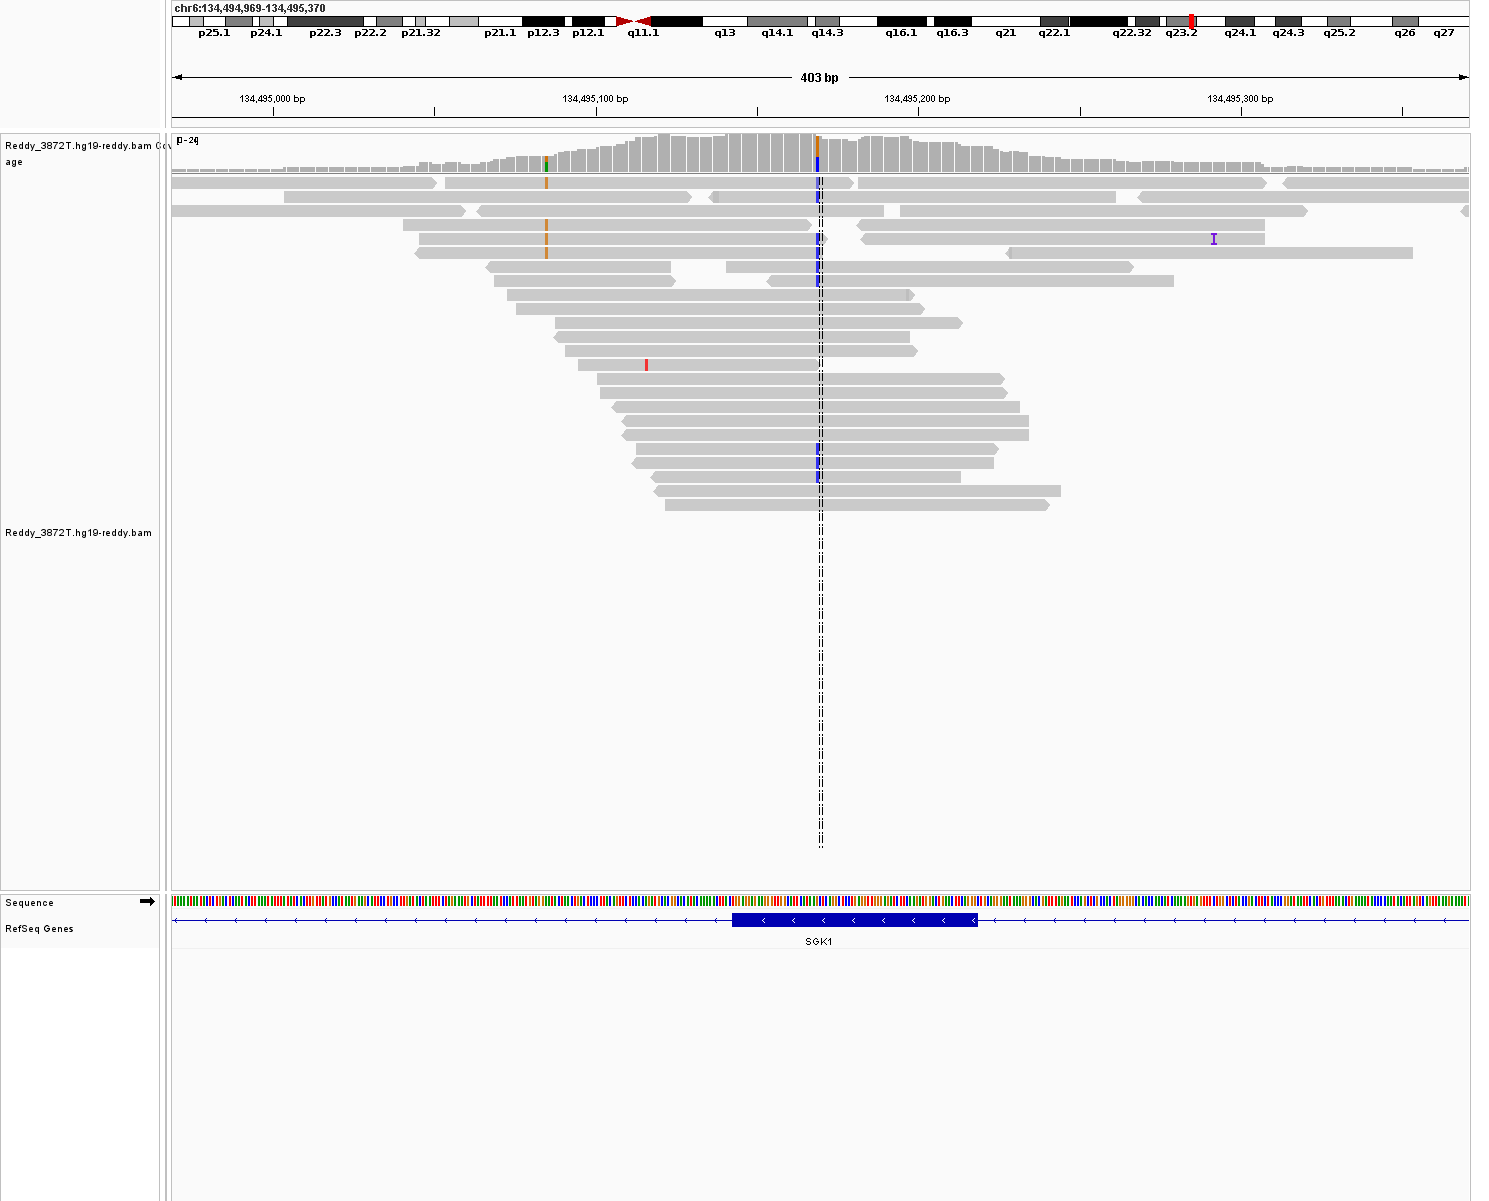 chr6:134,494,969-134,495,370
p25.1 p24.1 p22.3 p22.2 p21.32 p21.1 p12.3 p12.1 q11.1 q13 q14.1 q14.3 q16.1 q16.3 q21 q22.1 q22.32 q23.2 q24.1 q24.3 q25.2 q26 q27
403 bp
134,495,000 bp 134,495,100 bp 134,495,200 bp 134,495,300 bp
Reddy_3872T.hg19-reddy.bam Cov
age
Reddy_3872T.hg19-reddy.bam
Sequence
RefSeq Genes
SGK1